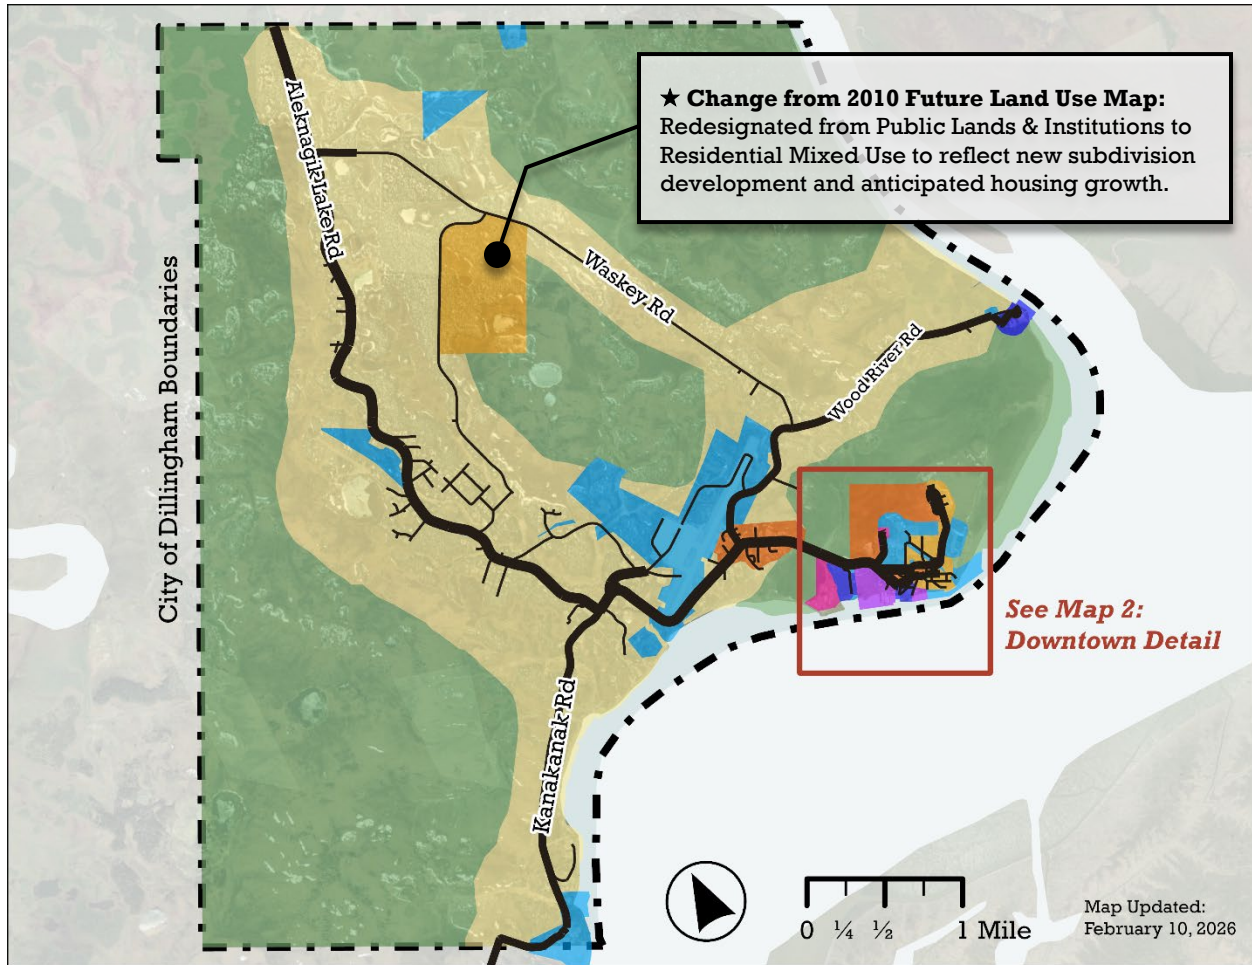 ★ Change from 2010 Future Land Use Map:
Redesignated from Public Lands & Institutions to
Residential Mixed Use to reflect new subdivision
development and anticipated housing growth.
Aleknagik Lake Rd
Waskey Rd
Wood River Rd
City of Dillingham Boundaries
See Map 2:
Downtown Detail
Kanakanak Rd
0 ¼ ½ 1 Mile
Map Updated:
February 10, 2026